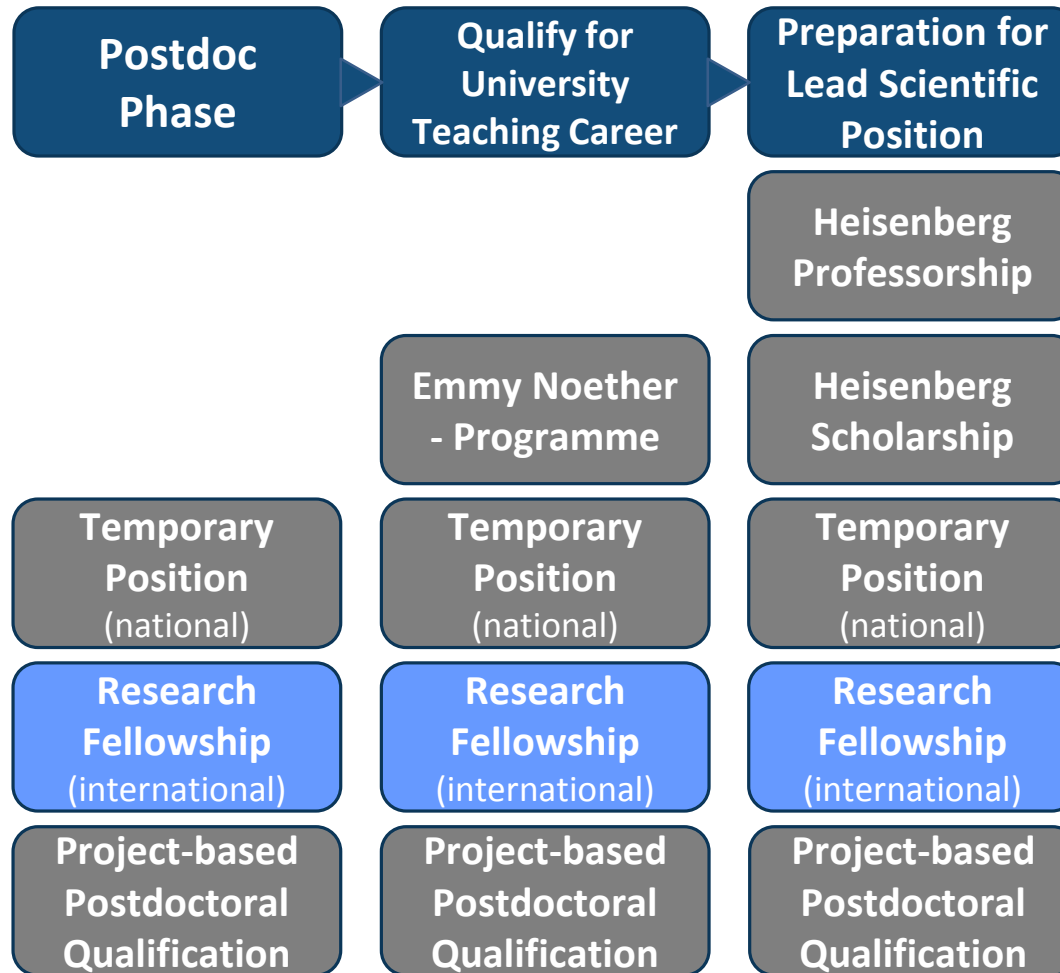 Postdoc
Phase
Qualify for
University
Teaching Career
Preparation for
Lead Scientific
Position
Heisenberg
Professorship
Emmy Noether
- Programme
Heisenberg
Scholarship
Temporary
Position
(national)
Temporary
Position
(national)
Temporary
Position
(national)
Research
Fellowship
(international)
Research
Fellowship
(international)
Research
Fellowship
(international)
Project-based
Postdoctoral
Qualification
Project-based
Postdoctoral
Qualification
Project-based
Postdoctoral
Qualification